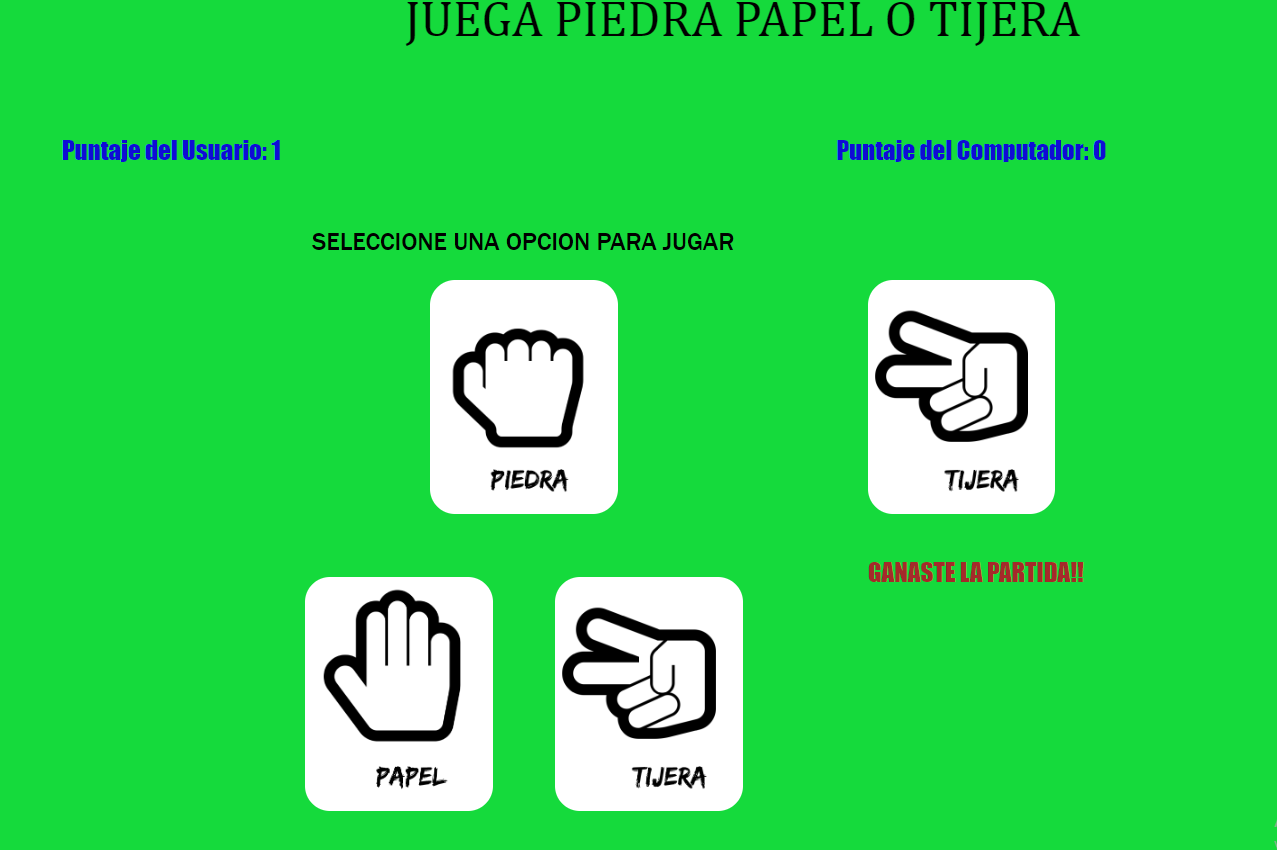 JUEGA PIEDRA PAPEL O TIJERA
Puntaje del Usuario: 1
Puntaje del Computador: 0
SELECCIONE UNA OPCION PARA JUGAR
PIEDRA
TIJERA
GANASTE LA PARTIDA!!
PAPEL
TIJERA